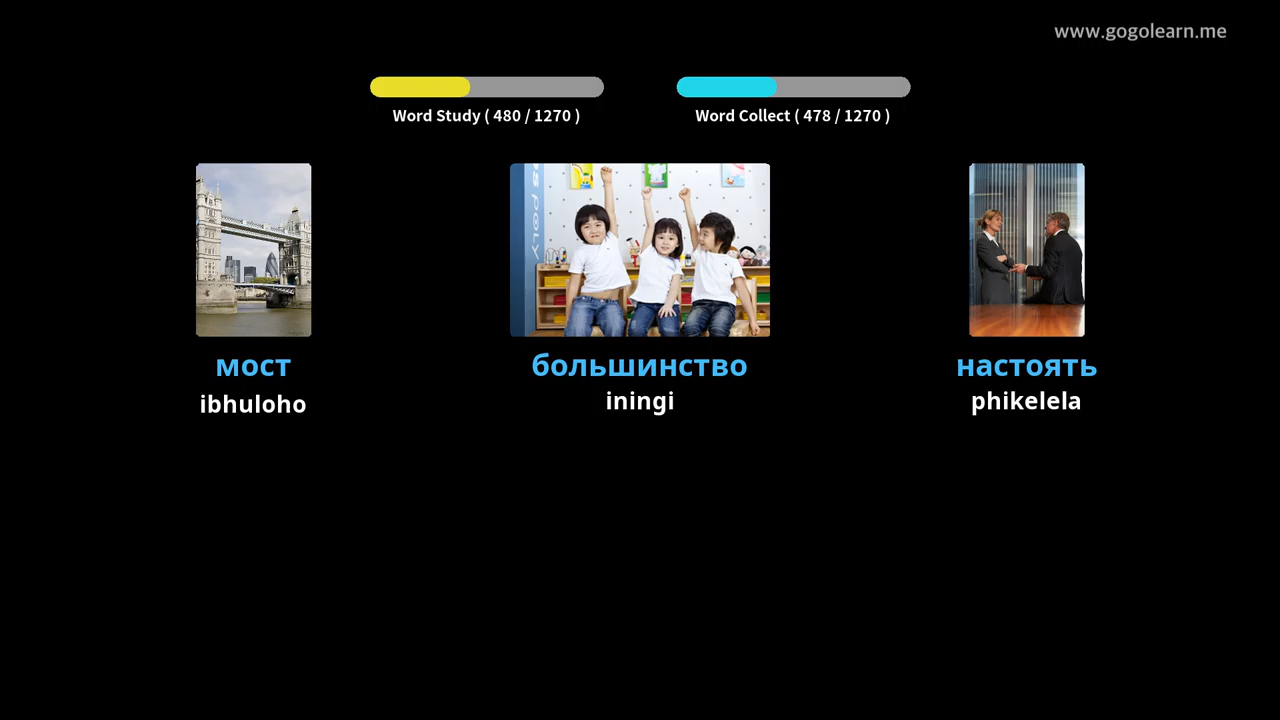 www.gogolearn.me
Word Study ( 480 / 1270 )
Word Collect ( 478 / 1270 )
мост
большинство
настоять
ibhuloho
iningi
phikelela